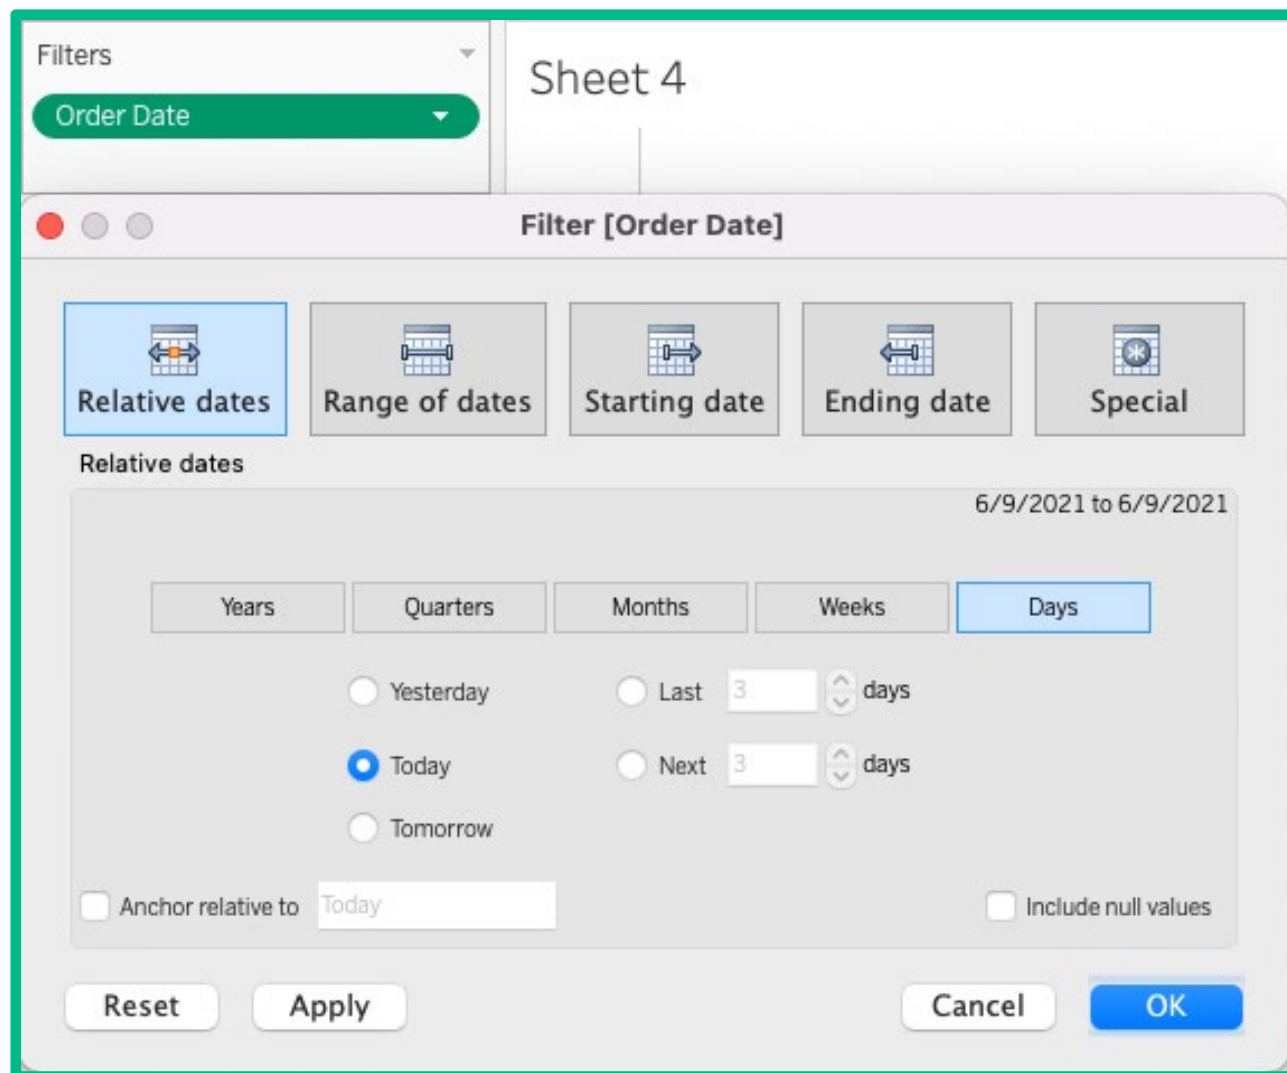 Filters
Sheet 4
Order Date
Filter [Order Date]
Relative dates
Range of dates
Starting date
Ending date
Special
Relative dates
6/9/2021 to 6/9/2021
Years
Quarters
Months
Weeks
Days
Yesterday
Last 3 days
Today
Next 3 days
Tomorrow
Anchor relative to Today
Include null values
Reset
Apply
Cancel
OK